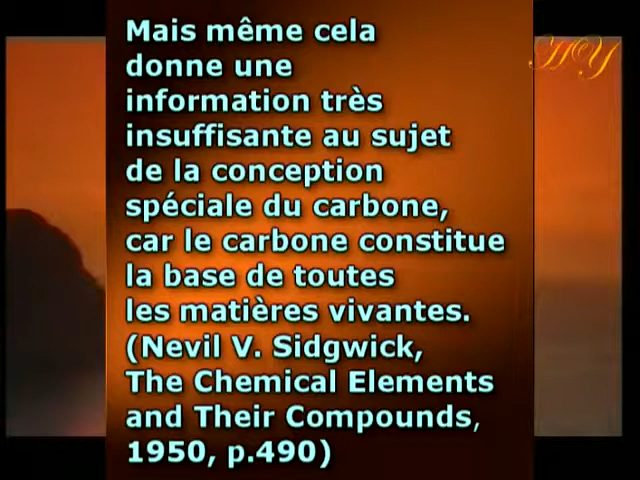 Mais même cela
donne une
information très
insuffisante au sujet
de la conception
spéciale du carbone,
car le carbone constitue
la base de toutes
les matières vivantes.
(Nevil V. Sidgwick,
The Chemical Elements
and Their Compounds,
1950, p.490)
HY